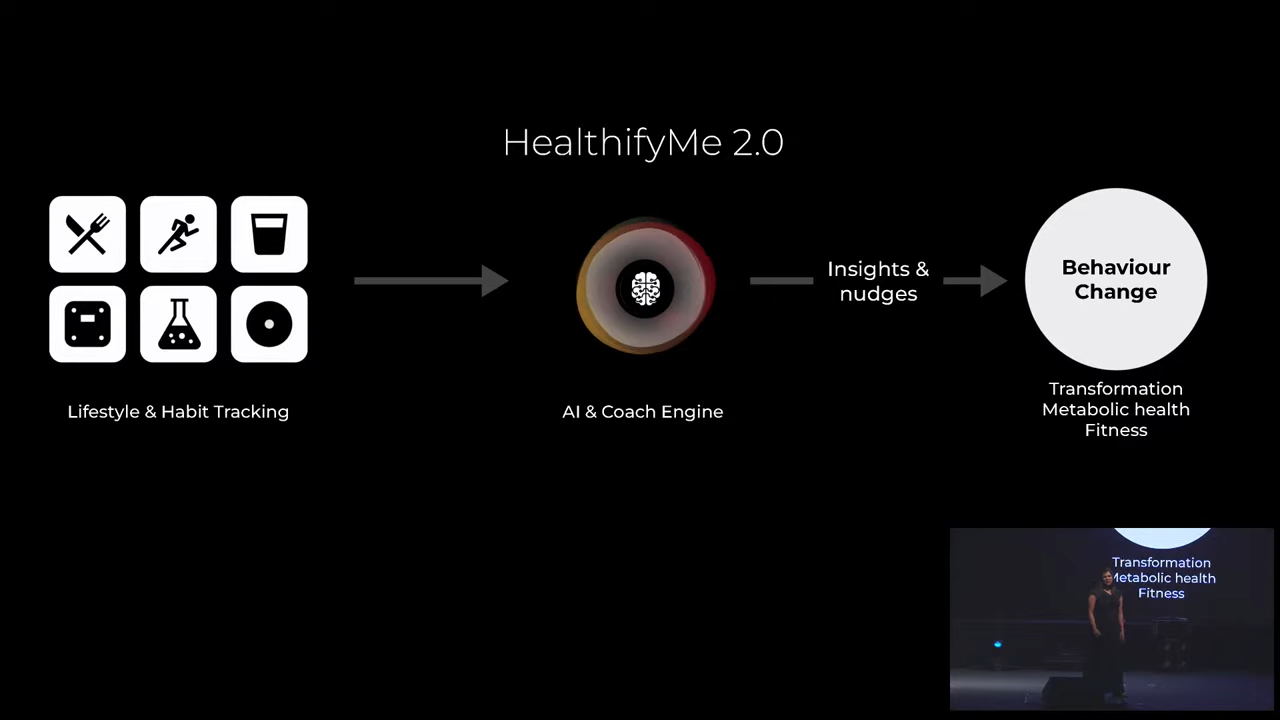 HealthifyMe 2.0
Lifestyle & Habit Tracking
AI & Coach Engine
Insights &
nudges
Behaviour
Change
Transformation
Metabolic health
Fitness
Transformation
Metabolic health
Fitness